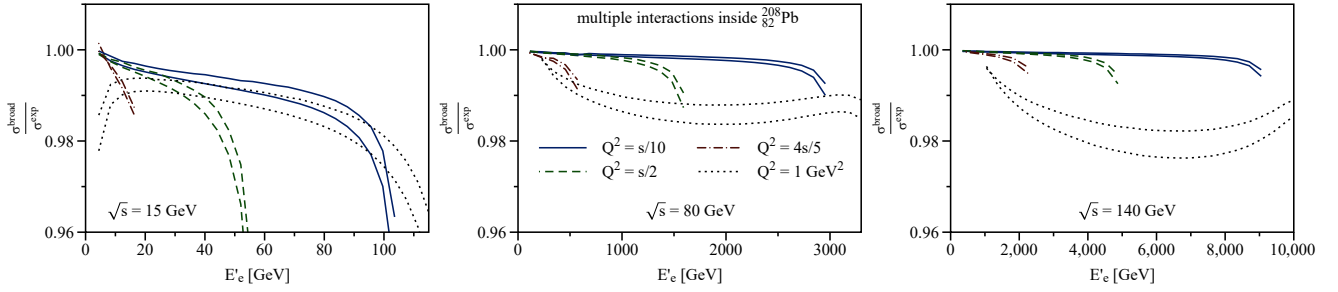 multiple interactions inside ²⁰⁸₈₂Pb
1.00
0.98
0.96
σ^broad
σ^exp
√s = 15 GeV
0
20
40
60
80
100
E'ₑ [GeV]
1.00
0.98
0.96
σ^broad
σ^exp
Q² = s/10
Q² = 4s/5
Q² = s/2
Q² = 1 GeV²
√s = 80 GeV
0
1000
2000
3000
E'ₑ [GeV]
1.00
0.98
0.96
σ^broad
σ^exp
√s = 140 GeV
0
2,000
4,000
6,000
8,000
10,000
E'ₑ [GeV]